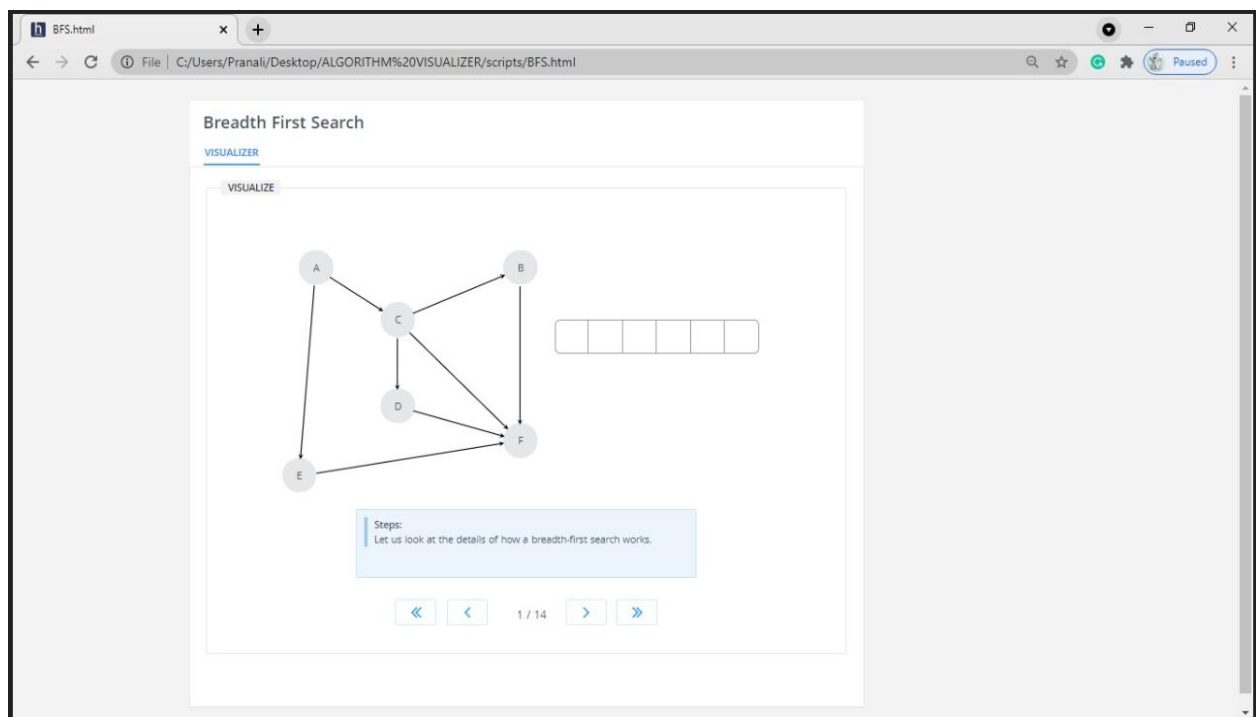 BFS.html
File | C:/Users/Pranali/Desktop/ALGORITHM%20VISUALIZER/scripts/BFS.html
Paused
Breadth First Search
VISUALIZER
VISUALIZE
A
B
C
D
F
E
Steps:
Let us look at the details of how a breadth-first search works.
1 / 14